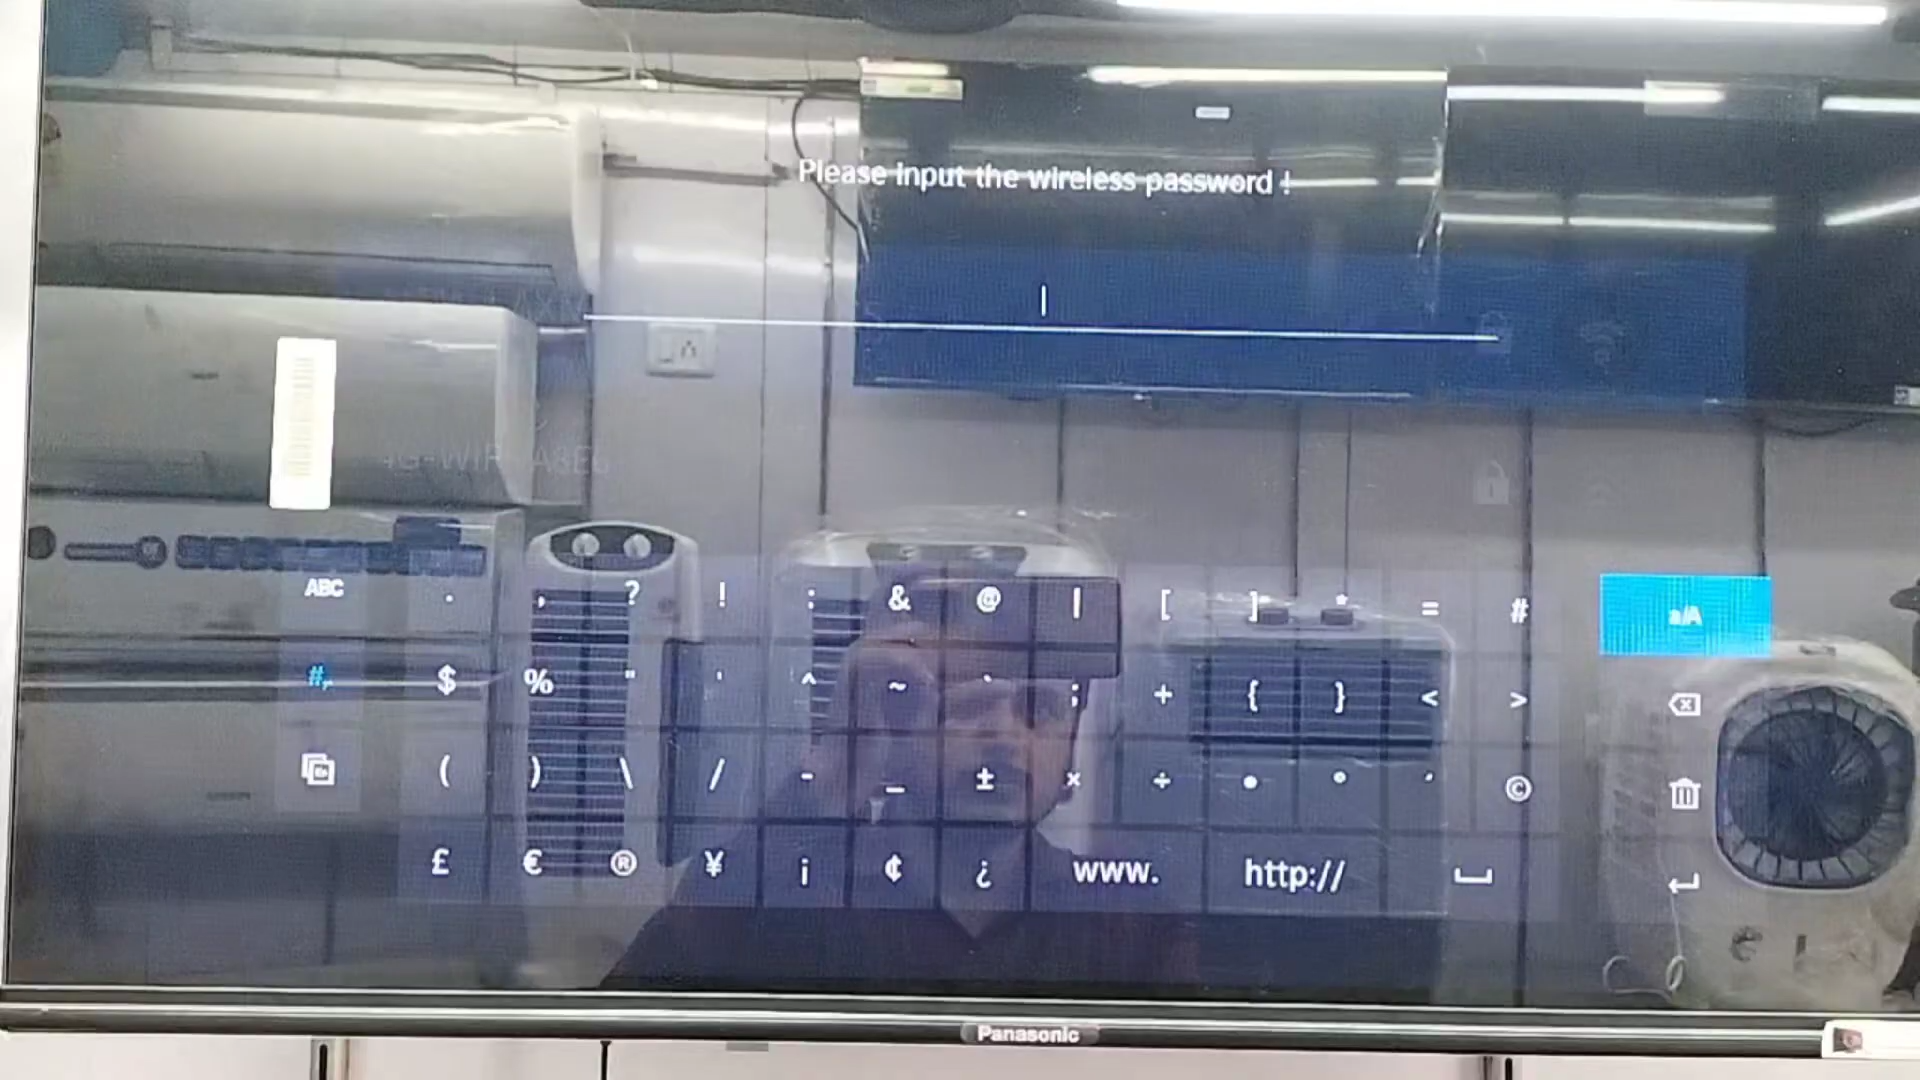 Please input the wireless password !
ABC . , ? ! : & @ | [ ] * = # a/A
#,. $ % " ' ^ ~ ` ; + { } < >
( ) \ / - _ ± × ÷ • ° ´ ©
£ € ® ¥ ¡ ¢ ¿ www. http://
Panasonic